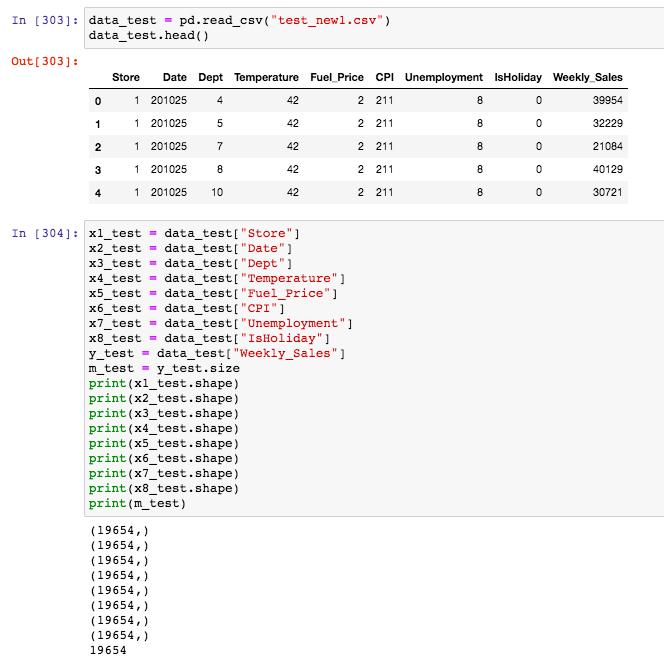 In [303]: data_test = pd.read_csv("test_new1.csv")
data_test.head()
Out[303]:
Store Date Dept Temperature Fuel_Price CPI Unemployment IsHoliday Weekly_Sales
0 1 201025 4 42 2 211 8 0 39954
1 1 201025 5 42 2 211 8 0 32229
2 1 201025 7 42 2 211 8 0 21084
3 1 201025 8 42 2 211 8 0 40129
4 1 201025 10 42 2 211 8 0 30721
In [304]: x1_test = data_test["Store"]
x2_test = data_test["Date"]
x3_test = data_test["Dept"]
x4_test = data_test["Temperature"]
x5_test = data_test["Fuel_Price"]
x6_test = data_test["CPI"]
x7_test = data_test["Unemployment"]
x8_test = data_test["IsHoliday"]
y_test = data_test["Weekly_Sales"]
m_test = y_test.size
print(x1_test.shape)
print(x2_test.shape)
print(x3_test.shape)
print(x4_test.shape)
print(x5_test.shape)
print(x6_test.shape)
print(x7_test.shape)
print(x8_test.shape)
print(m_test)
(19654,)
(19654,)
(19654,)
(19654,)
(19654,)
(19654,)
(19654,)
(19654,)
19654